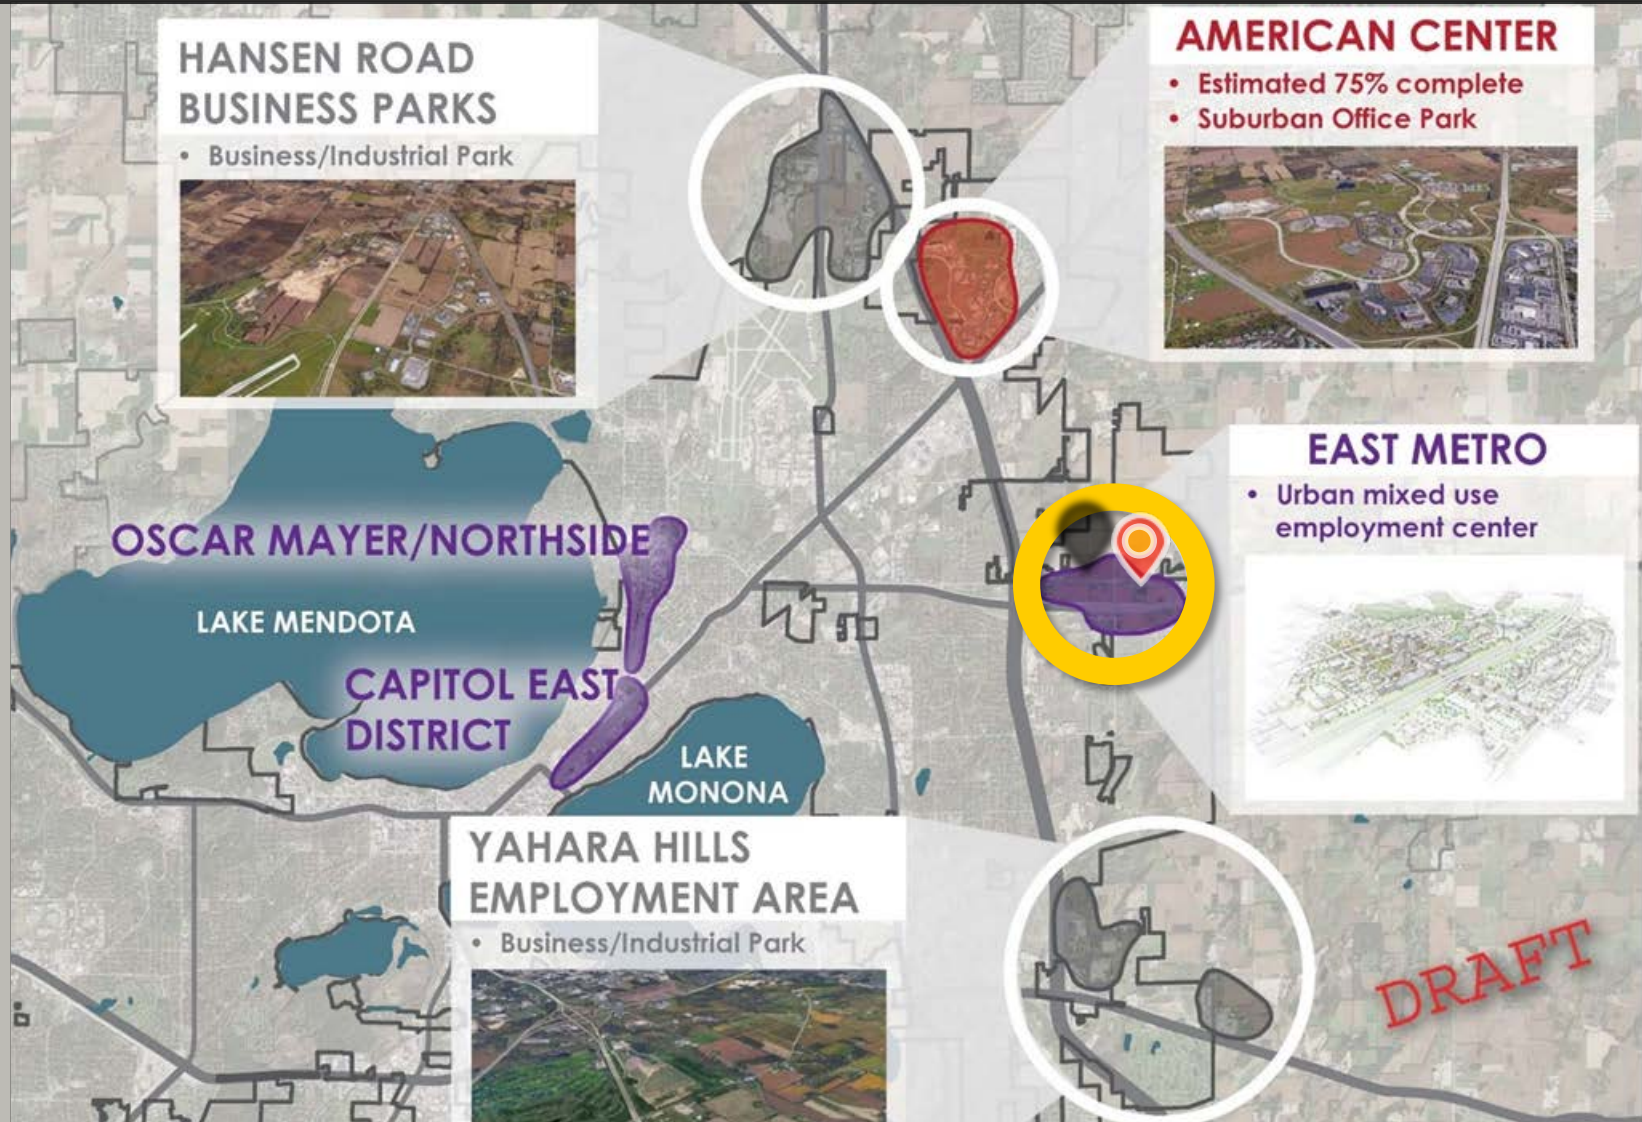 HANSEN ROAD
BUSINESS PARKS
• Business/Industrial Park
AMERICAN CENTER
• Estimated 75% complete
• Suburban Office Park
EAST METRO
• Urban mixed use
employment center
OSCAR MAYER/NORTHSIDE
LAKE MENDOTA
CAPITOL EAST
DISTRICT
LAKE
MONONA
YAHARA HILLS
EMPLOYMENT AREA
• Business/Industrial Park
DRAFT